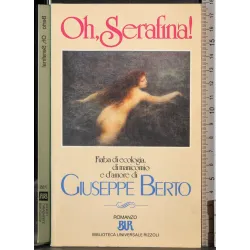 Oh, Serafina!
Fiaba di ecologia,
di manicomio
e d'amore di
GIUSEPPE BERTO
ROMANZO
BUR
BIBLIOTECA UNIVERSALE RIZZOLI